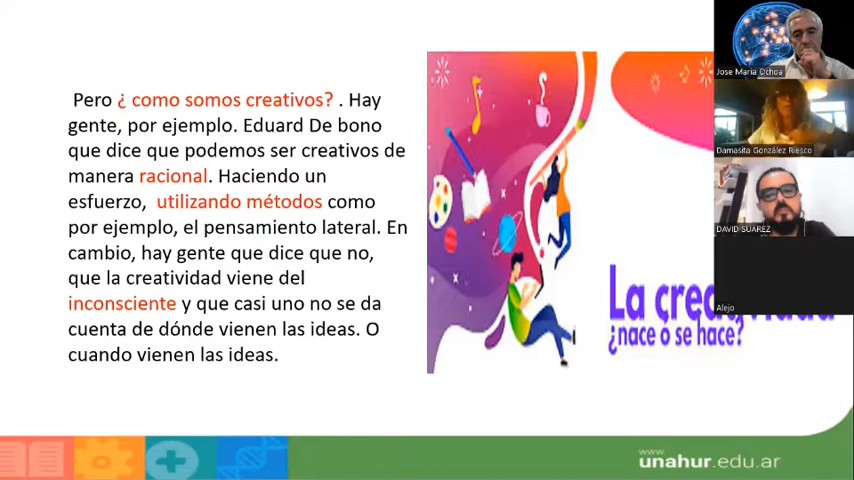 Pero ¿ como somos creativos? . Hay
gente, por ejemplo. Eduard De bono
que dice que podemos ser creativos de
manera racional. Haciendo un
esfuerzo, utilizando métodos como
por ejemplo, el pensamiento lateral. En
cambio, hay gente que dice que no,
que la creatividad viene del
inconsciente y que casi uno no se da
cuenta de dónde vienen las ideas. O
cuando vienen las ideas.
La
¿nace o se hace?
Jose Maria Ochoa
Damasita González Riesco
DAVID SUAREZ
Alejo
www
unahur.edu.ar